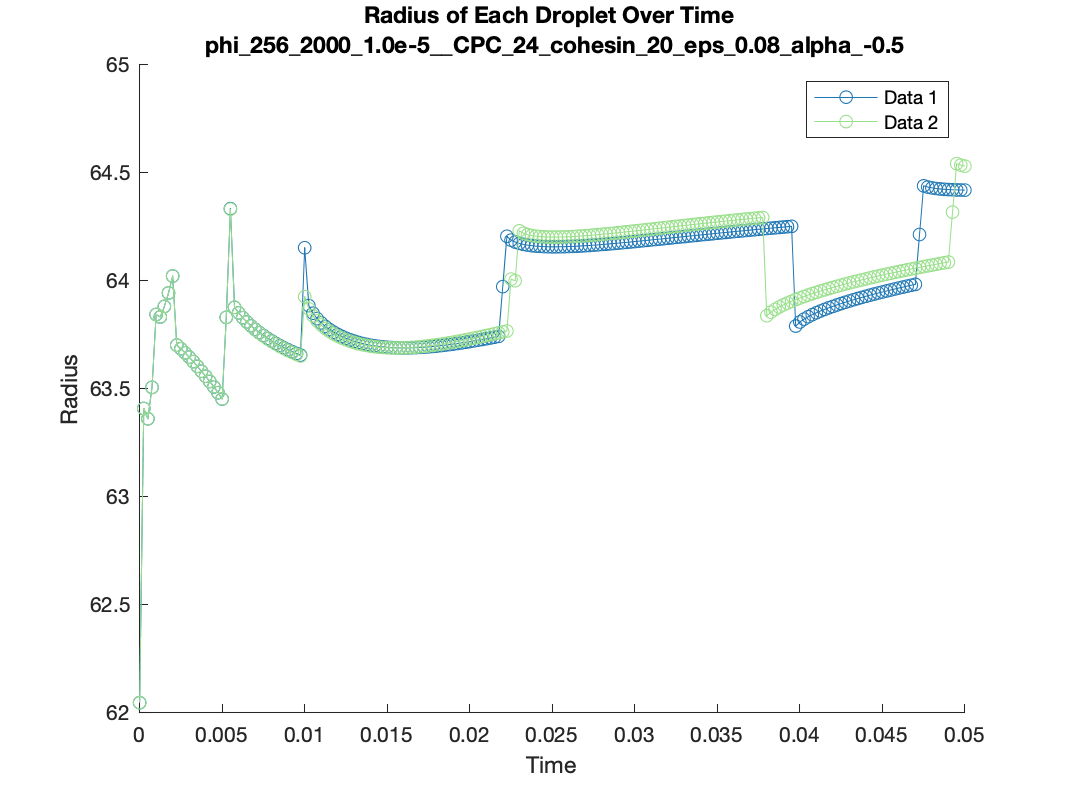 Radius of Each Droplet Over Time
phi_256_2000_1.0e-5__CPC_24_cohesin_20_eps_0.08_alpha_-0.5
65
64.5
64
63.5
63
62.5
62
Radius
Data 1
Data 2
0 0.005 0.01 0.015 0.02 0.025 0.03 0.035 0.04 0.045 0.05
Time